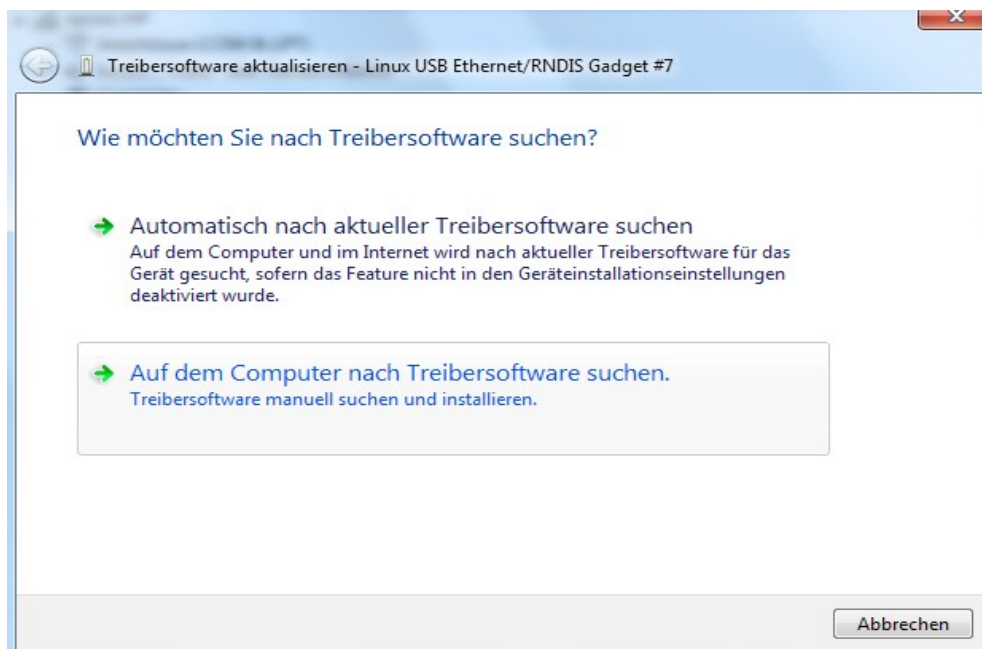 Treibersoftware aktualisieren - Linux USB Ethernet/RNDIS Gadget #7
Wie möchten Sie nach Treibersoftware suchen?
Automatisch nach aktueller Treibersoftware suchen
Auf dem Computer und im Internet wird nach aktueller Treibersoftware für das
Gerät gesucht, sofern das Feature nicht in den Geräteinstallationseinstellungen
deaktiviert wurde.
Auf dem Computer nach Treibersoftware suchen.
Treibersoftware manuell suchen und installieren.
Abbrechen